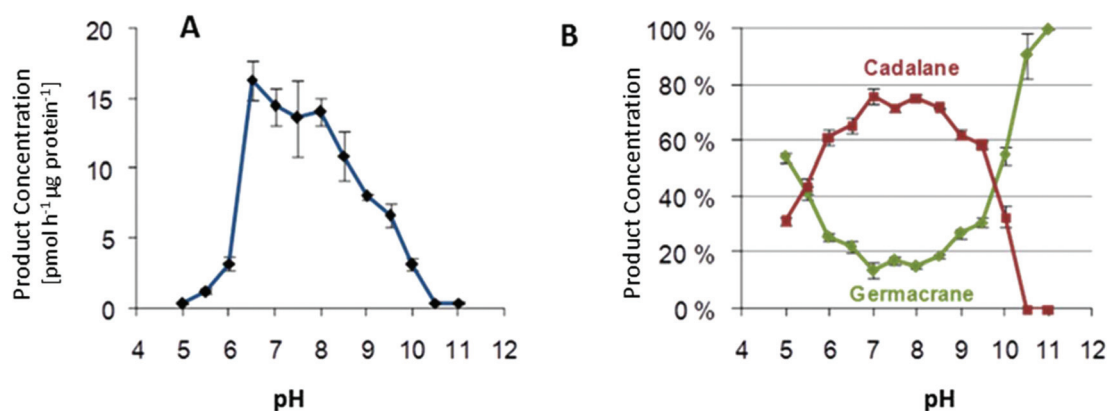 A
Product Concentration
[pmol h⁻¹ µg protein⁻¹]
20
15
10
5
0
4 5 6 7 8 9 10 11 12
pH
B
Product Concentration
100 %
80 %
60 %
40 %
20 %
0 %
Cadalane
Germacrane
4 5 6 7 8 9 10 11 12
pH